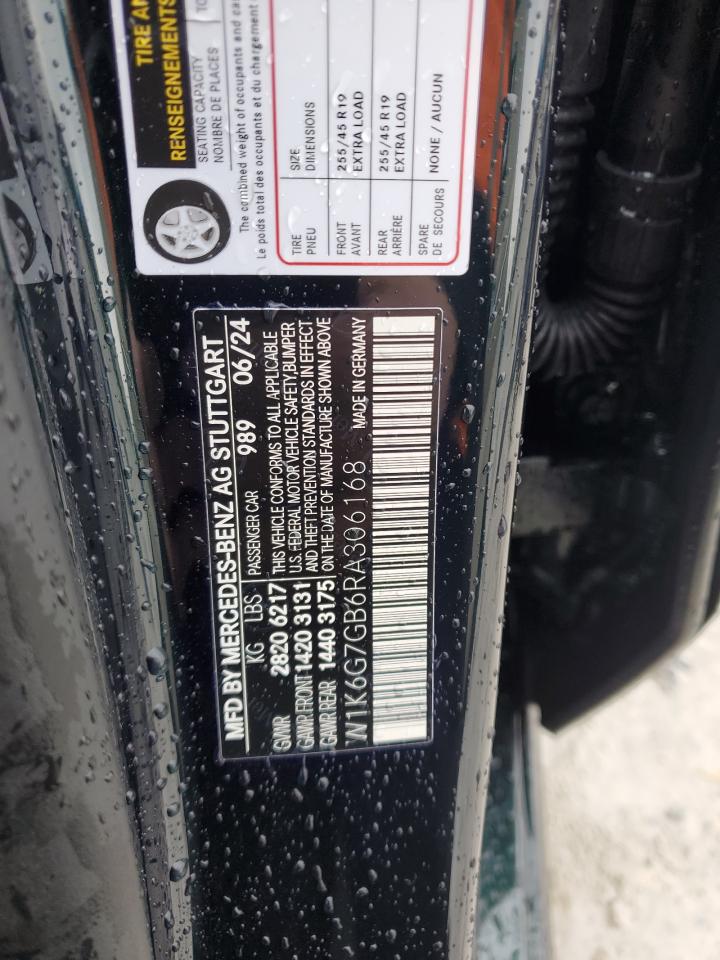 TIRE AN
RENSEIGNEMENTS
SEATING CAPACITY
NOMBRE DE PLACES
TO
The combined weight of occupants and ca
Le poids total des occupants et du chargement
TIRE
PNEU
SIZE
DIMENSIONS
FRONT
AVANT
255/45 R19
EXTRA LOAD
REAR
ARRIÈRE
255/45 R19
EXTRA LOAD
SPARE
DE SECOURS
NONE / AUCUN
MFD BY MERCEDES-BENZ AG STUTTGART
KG LBS PASSENGER CAR 989 06/24
GVWR 2820 6217
GAWR FRONT 1420 3131
GAWR REAR 1440 3175
THIS VEHICLE CONFORMS TO ALL APPLICABLE
U.S. FEDERAL MOTOR VEHICLE SAFETY,BUMPER
AND THEFT PREVENTION STANDARDS IN EFFECT
ON THE DATE OF MANUFACTURE SHOWN ABOVE
W1K6G7GB6RA306168 MADE IN GERMANY